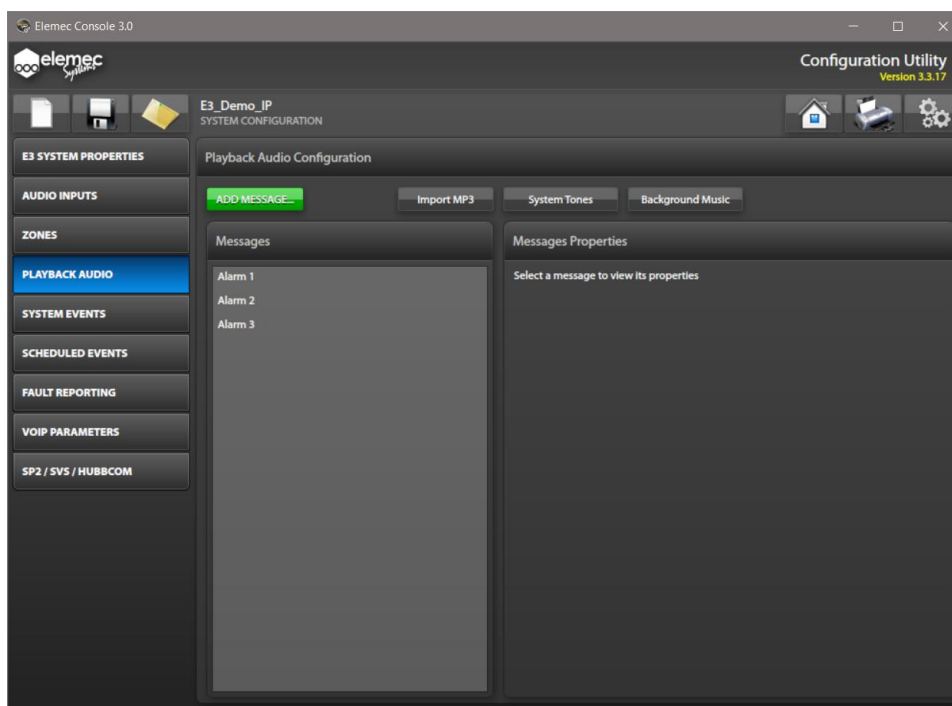 Elemec Console 3.0
elemec
Systems
Configuration Utility
Version 3.3.17
E3_Demo_IP
SYSTEM CONFIGURATION
E3 SYSTEM PROPERTIES
AUDIO INPUTS
ZONES
PLAYBACK AUDIO
SYSTEM EVENTS
SCHEDULED EVENTS
FAULT REPORTING
VOIP PARAMETERS
SP2 / SVS / HUBBCOM
Playback Audio Configuration
ADD MESSAGE... Import MP3 System Tones Background Music
Messages
Alarm 1
Alarm 2
Alarm 3
Messages Properties
Select a message to view its properties